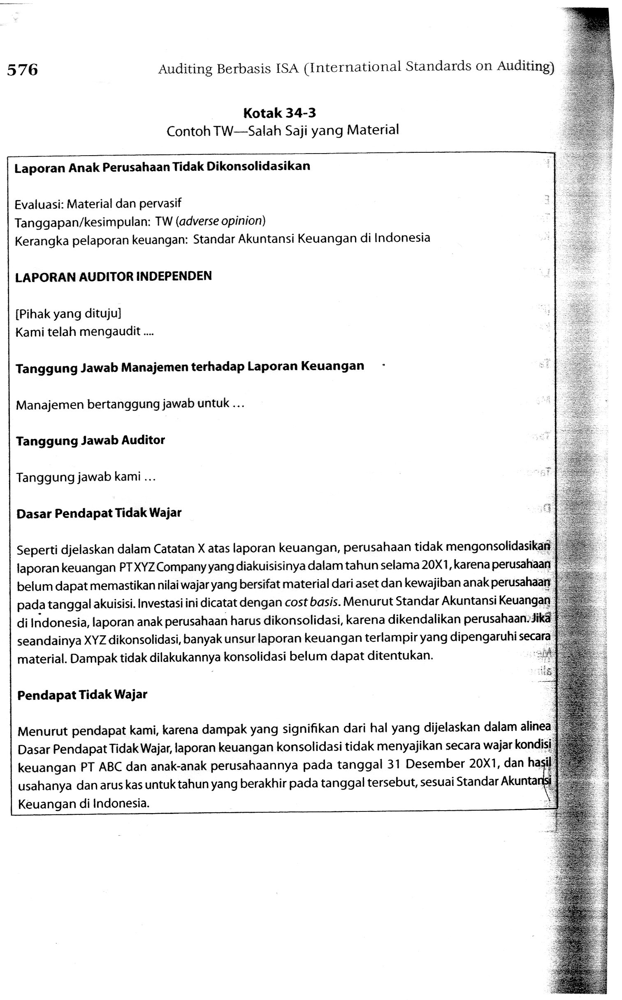 576 Auditing Berbasis ISA (International Standards on Auditing)
Kotak 34-3
Contoh TW—Salah Saji yang Material
Laporan Anak Perusahaan Tidak Dikonsolidasikan
Evaluasi: Material dan pervasif
Tanggapan/kesimpulan: TW (adverse opinion)
Kerangka pelaporan keuangan: Standar Akuntansi Keuangan di Indonesia
LAPORAN AUDITOR INDEPENDEN
[Pihak yang dituju]
Kami telah mengaudit ....
Tanggung Jawab Manajemen terhadap Laporan Keuangan
Manajemen bertanggung jawab untuk ...
Tanggung Jawab Auditor
Tanggung jawab kami ...
Dasar Pendapat Tidak Wajar
Seperti djelaskan dalam Catatan X atas laporan keuangan, perusahaan tidak mengonsolidasikan
laporan keuangan PT XYZ Company yang diakuisisinya dalam tahun selama 20X1, karena perusahaan
belum dapat memastikan nilai wajar yang bersifat material dari aset dan kewajiban anak perusahaan
pada tanggal akuisisi. Investasi ini dicatat dengan cost basis. Menurut Standar Akuntansi Keuangan
di Indonesia, laporan anak perusahaan harus dikonsolidasi, karena dikendalikan perusahaan. Jika
seandainya XYZ dikonsolidasi, banyak unsur laporan keuangan terlampir yang dipengaruhi secara
material. Dampak tidak dilakukannya konsolidasi belum dapat ditentukan.
Pendapat Tidak Wajar
Menurut pendapat kami, karena dampak yang signifikan dari hal yang dijelaskan dalam alinea
Dasar Pendapat Tidak Wajar, laporan keuangan konsolidasi tidak menyajikan secara wajar kondisi
keuangan PT ABC dan anak-anak perusahaannya pada tanggal 31 Desember 20X1, dan hasil
usahanya dan arus kas untuk tahun yang berakhir pada tanggal tersebut, sesuai Standar Akuntansi
Keuangan di Indonesia.